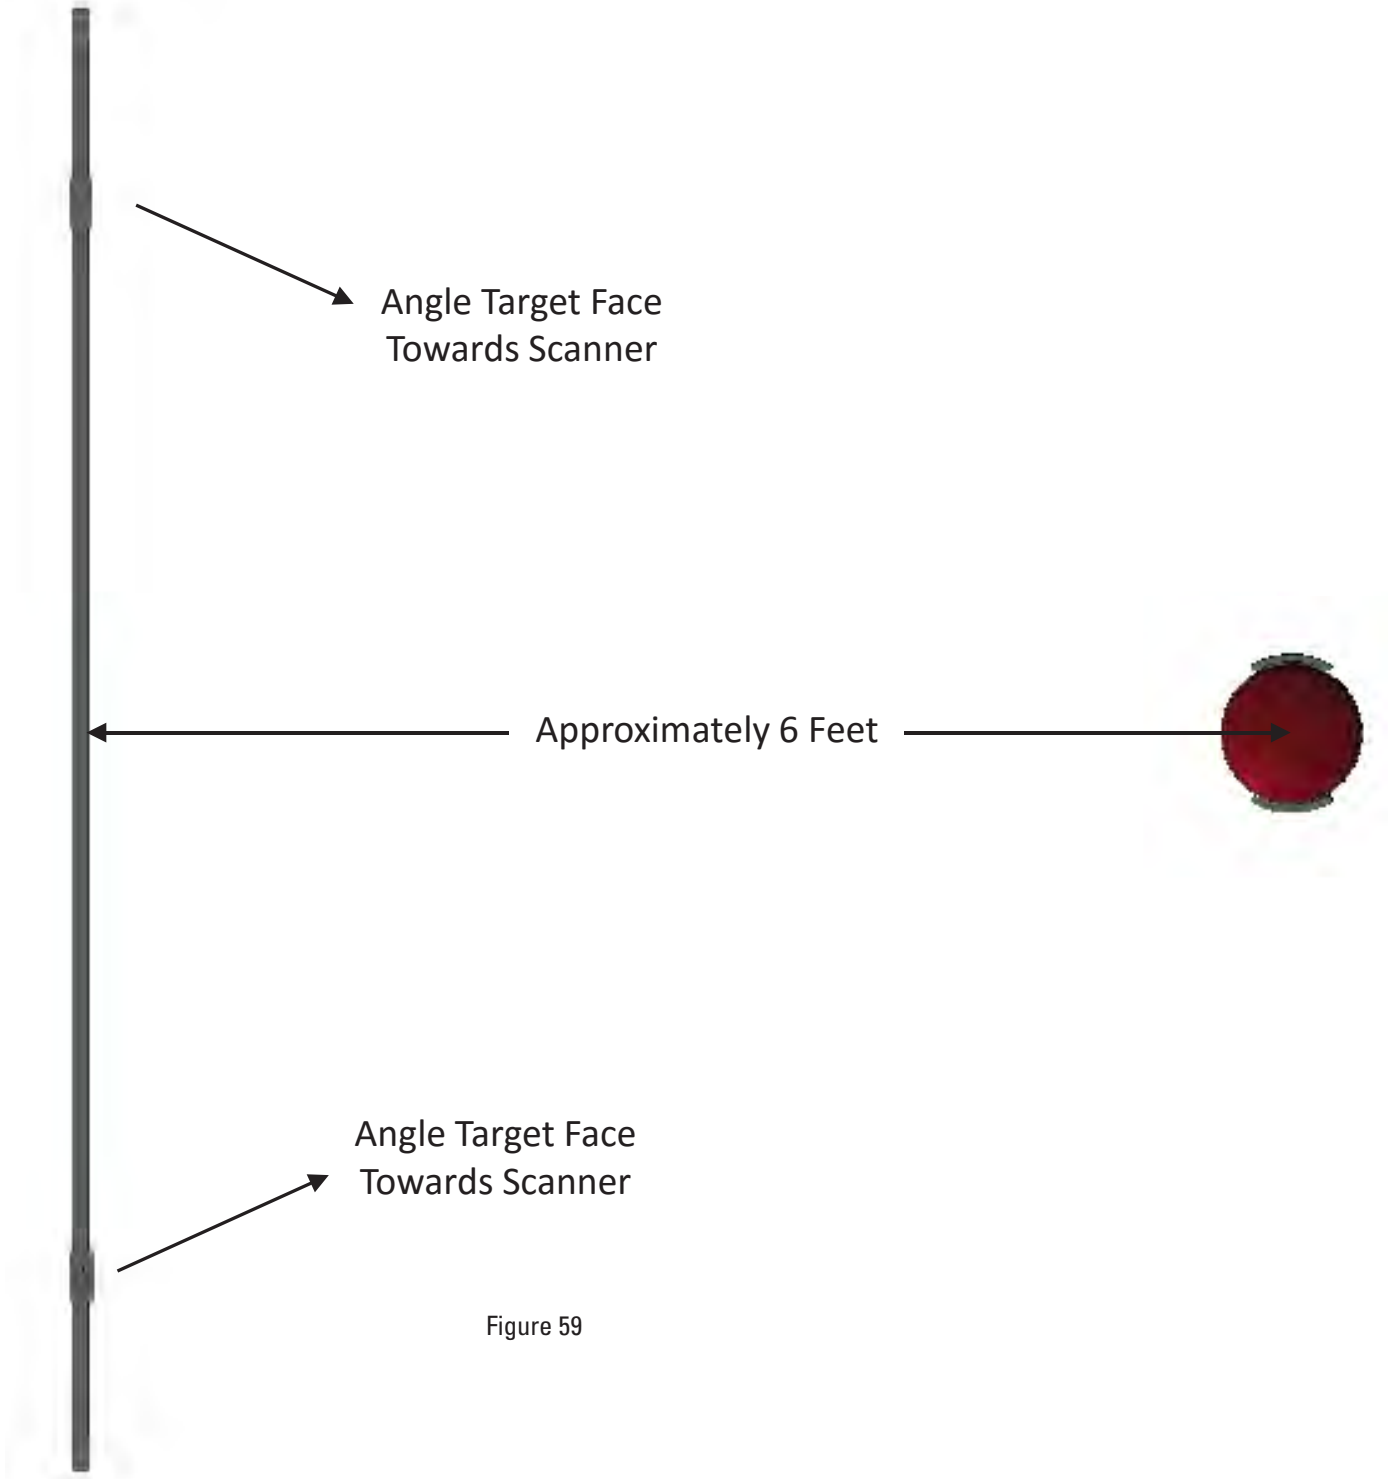 Angle Target Face
Towards Scanner
Approximately 6 Feet
Angle Target Face
Towards Scanner
Figure 59